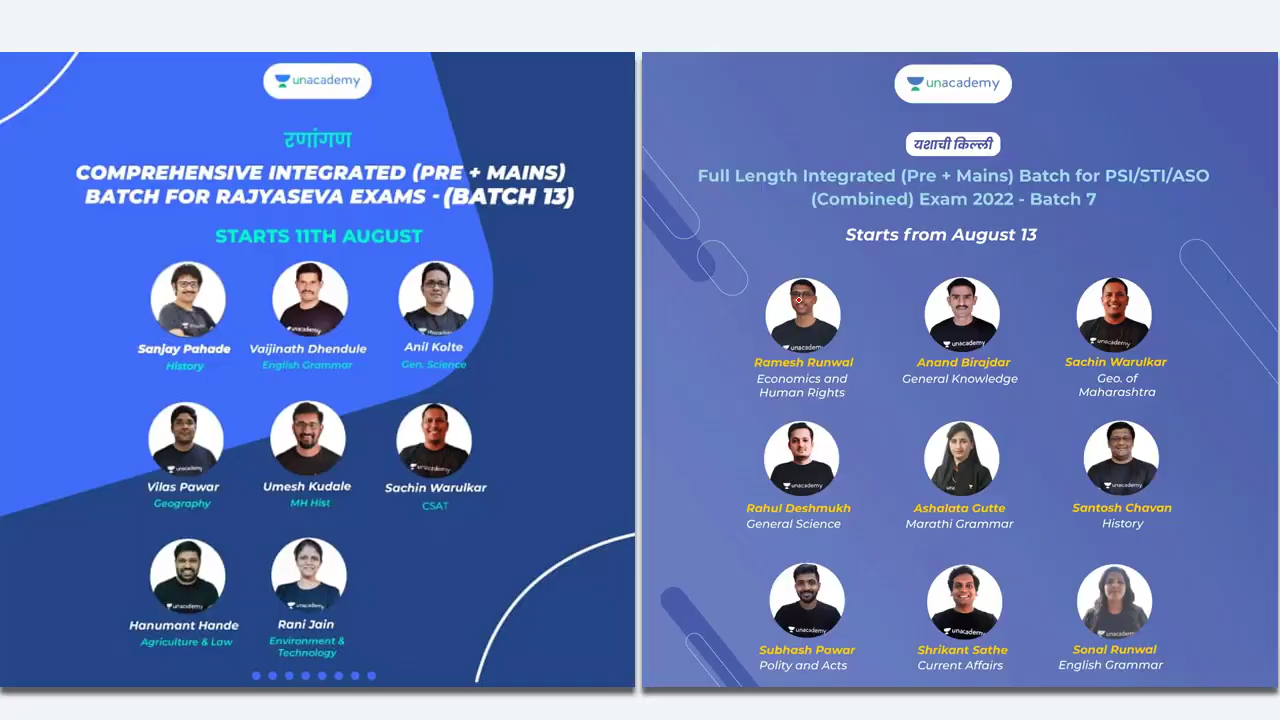 unacademy
रणांगण
COMPREHENSIVE INTEGRATED (PRE + MAINS)
BATCH FOR RAJYASEVA EXAMS - (BATCH 13)
STARTS 11TH AUGUST
Sanjay Pahade
History
Vaijinath Dhendule
English Grammar
Anil Kolte
Gen. Science
Vilas Pawar
Geography
Umesh Kudale
MH Hist
Sachin Warulkar
CSAT
Hanumant Hande
Agriculture & Law
Rani Jain
Environment &
Technology
unacademy
यशाची किल्ली
Full Length Integrated (Pre + Mains) Batch for PSI/STI/ASO
(Combined) Exam 2022 - Batch 7
Starts from August 13
Ramesh Runwal
Economics and
Human Rights
Anand Birajdar
General Knowledge
Sachin Warulkar
Geo. of
Maharashtra
Rahul Deshmukh
General Science
Ashalata Gutte
Marathi Grammar
Santosh Chavan
History
Subhash Pawar
Polity and Acts
Shrikant Sathe
Current Affairs
Sonal Runwal
English Grammar